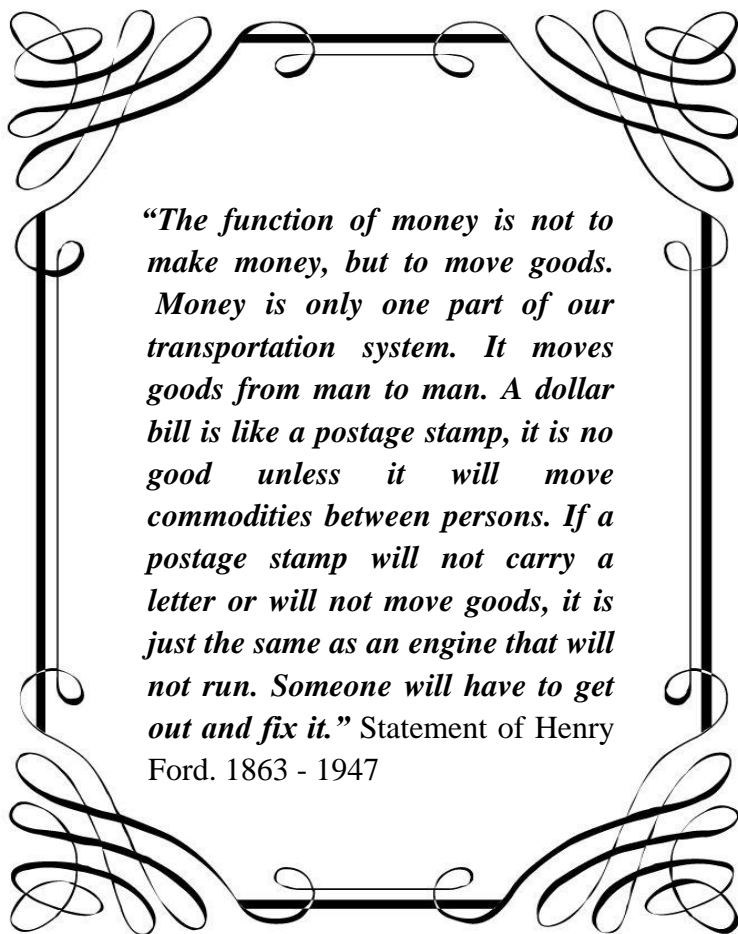 “The function of money is not to
make money, but to move goods.
Money is only one part of our
transportation system. It moves
goods from man to man. A dollar
bill is like a postage stamp, it is no
good unless it will move
commodities between persons. If a
postage stamp will not carry a
letter or will not move goods, it is
just the same as an engine that will
not run. Someone will have to get
out and fix it.” Statement of Henry
Ford. 1863 - 1947